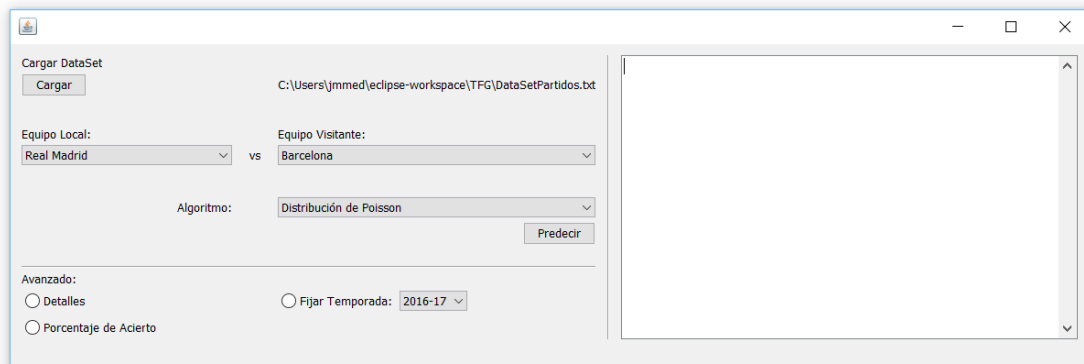 Cargar DataSet
Cargar
C:\Users\jmmed\eclipse-workspace\TFG\DataSetPartidos.txt
Equipo Local:
Equipo Visitante:
Real Madrid
vs
Barcelona
Algoritmo:
Distribución de Poisson
Predecir
Avanzado:
Detalles
Fijar Temporada:
2016-17
Porcentaje de Acierto